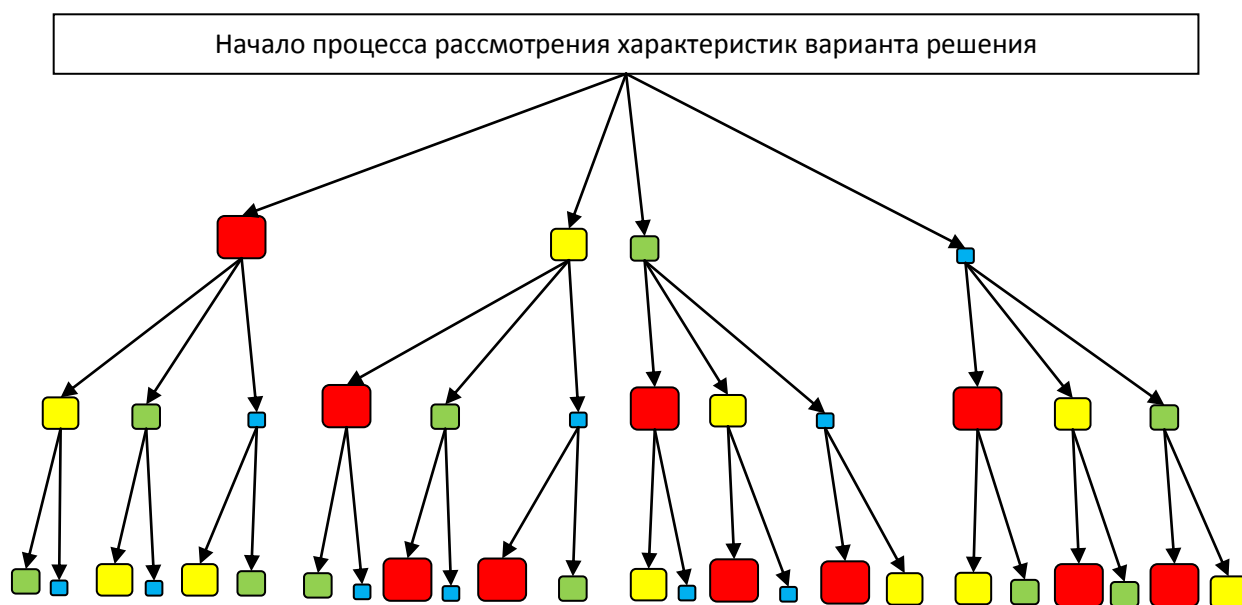 Начало процесса рассмотрения характеристик варианта решения